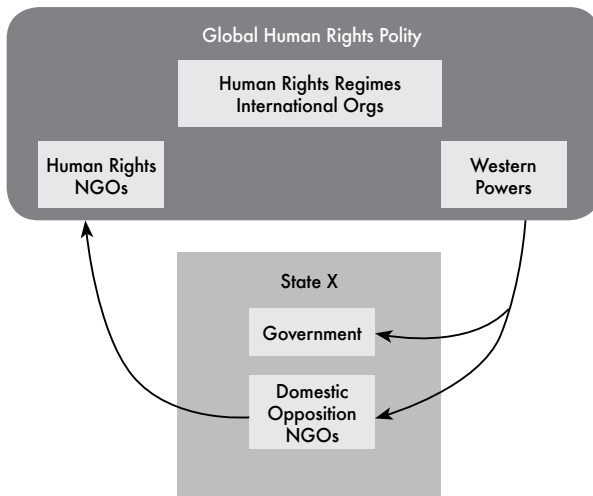 Global Human Rights Polity
Human Rights Regimes
International Orgs
Human Rights
NGOs
Western
Powers
State X
Government
Domestic
Opposition
NGOs